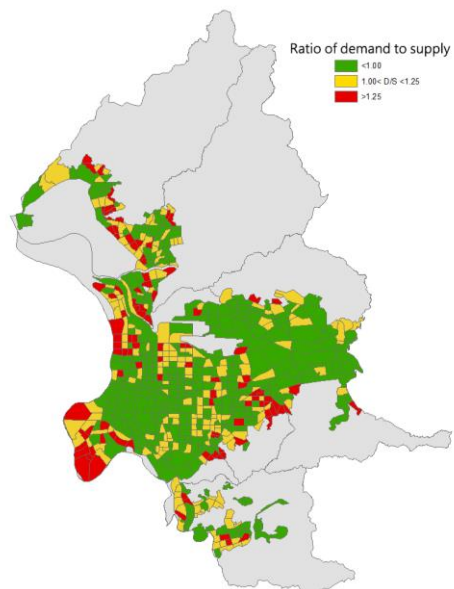 Ratio of demand to supply
<1.00
1.00< D/S <1.25
>1.25